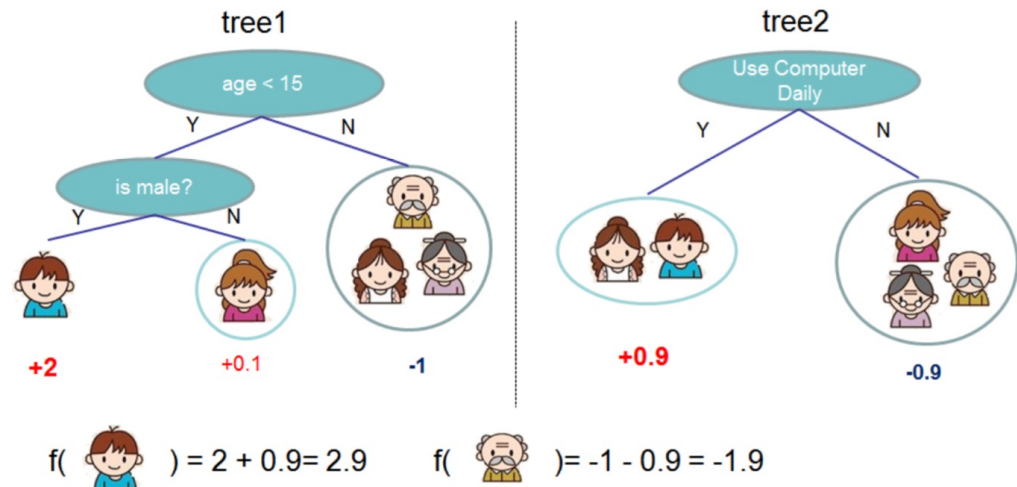 tree1
age < 15
Y
N
is male?
Y
N
+2
+0.1
-1
tree2
Use Computer
Daily
Y
N
+0.9
-0.9
f( ) = 2 + 0.9= 2.9
f( )= -1 - 0.9 = -1.9